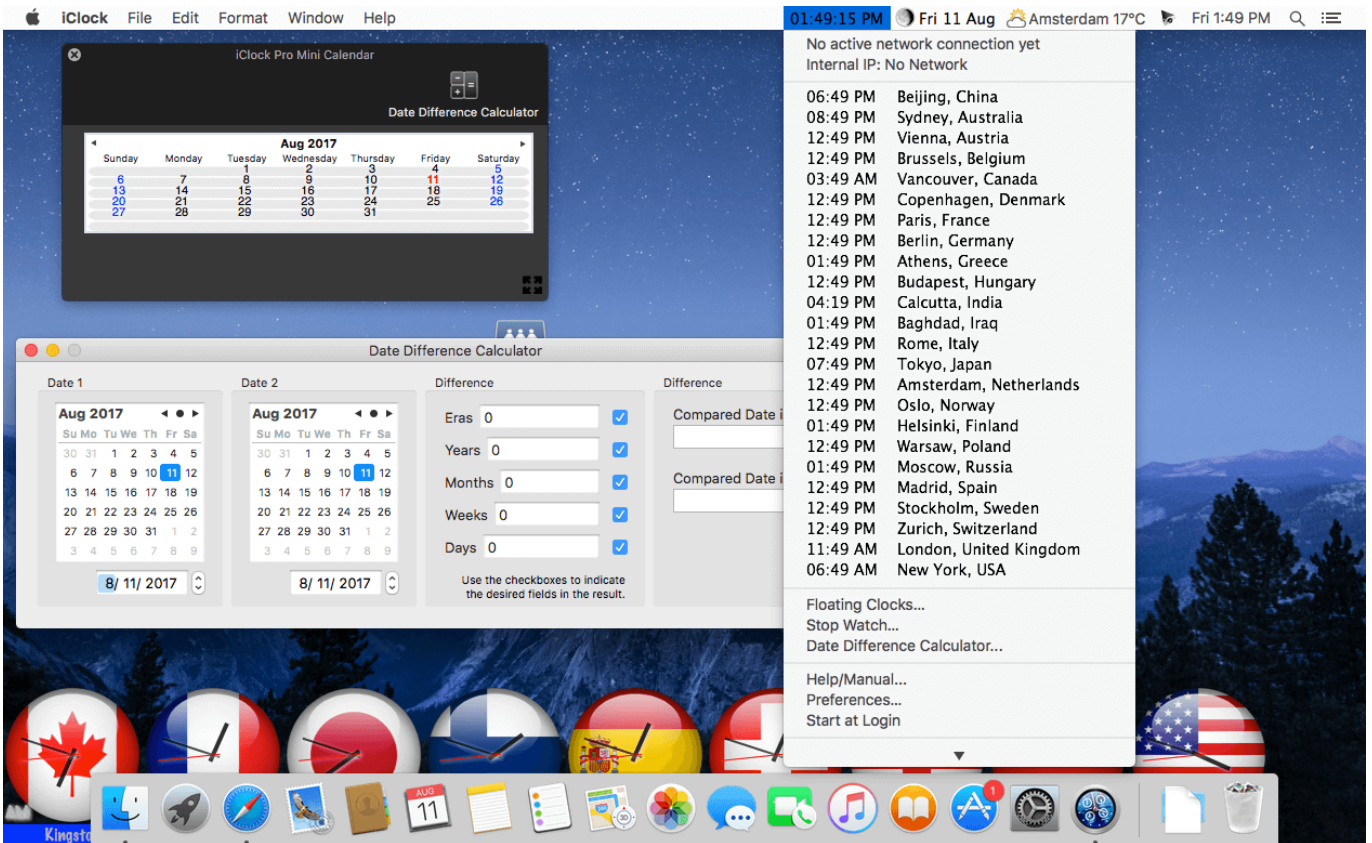 iClock File Edit Format Window Help 01:49:15 PM Fri 11 Aug Amsterdam 17°C Fri 1:49 PM
iClock Pro Mini Calendar
Date Difference Calculator
Aug 2017
Sunday Monday Tuesday Wednesday Thursday Friday Saturday
1 2 3 4 5
6 7 8 9 10 11 12
13 14 15 16 17 18 19
20 21 22 23 24 25 26
27 28 29 30 31
Date Difference Calculator
Date 1
Aug 2017
Su Mo Tu We Th Fr Sa
30 31 1 2 3 4 5
6 7 8 9 10 11 12
13 14 15 16 17 18 19
20 21 22 23 24 25 26
27 28 29 30 31 1 2
3 4 5 6 7 8 9
8/ 11/ 2017
Date 2
Aug 2017
Su Mo Tu We Th Fr Sa
30 31 1 2 3 4 5
6 7 8 9 10 11 12
13 14 15 16 17 18 19
20 21 22 23 24 25 26
27 28 29 30 31 1 2
3 4 5 6 7 8 9
8/ 11/ 2017
Difference
Eras 0
Years 0
Months 0
Weeks 0
Days 0
Use the checkboxes to indicate
the desired fields in the result.
Difference
Compared Date i
Compared Date i
No active network connection yet
Internal IP: No Network
06:49 PM Beijing, China
08:49 PM Sydney, Australia
12:49 PM Vienna, Austria
12:49 PM Brussels, Belgium
03:49 AM Vancouver, Canada
12:49 PM Copenhagen, Denmark
12:49 PM Paris, France
12:49 PM Berlin, Germany
01:49 PM Athens, Greece
12:49 PM Budapest, Hungary
04:19 PM Calcutta, India
01:49 PM Baghdad, Iraq
12:49 PM Rome, Italy
07:49 PM Tokyo, Japan
12:49 PM Amsterdam, Netherlands
12:49 PM Oslo, Norway
01:49 PM Helsinki, Finland
12:49 PM Warsaw, Poland
01:49 PM Moscow, Russia
12:49 PM Madrid, Spain
12:49 PM Stockholm, Sweden
12:49 PM Zurich, Switzerland
11:49 AM London, United Kingdom
06:49 AM New York, USA
Floating Clocks...
Stop Watch...
Date Difference Calculator...
Help/Manual...
Preferences...
Start at Login
AM
Kingsto
AUG
11
3D
1